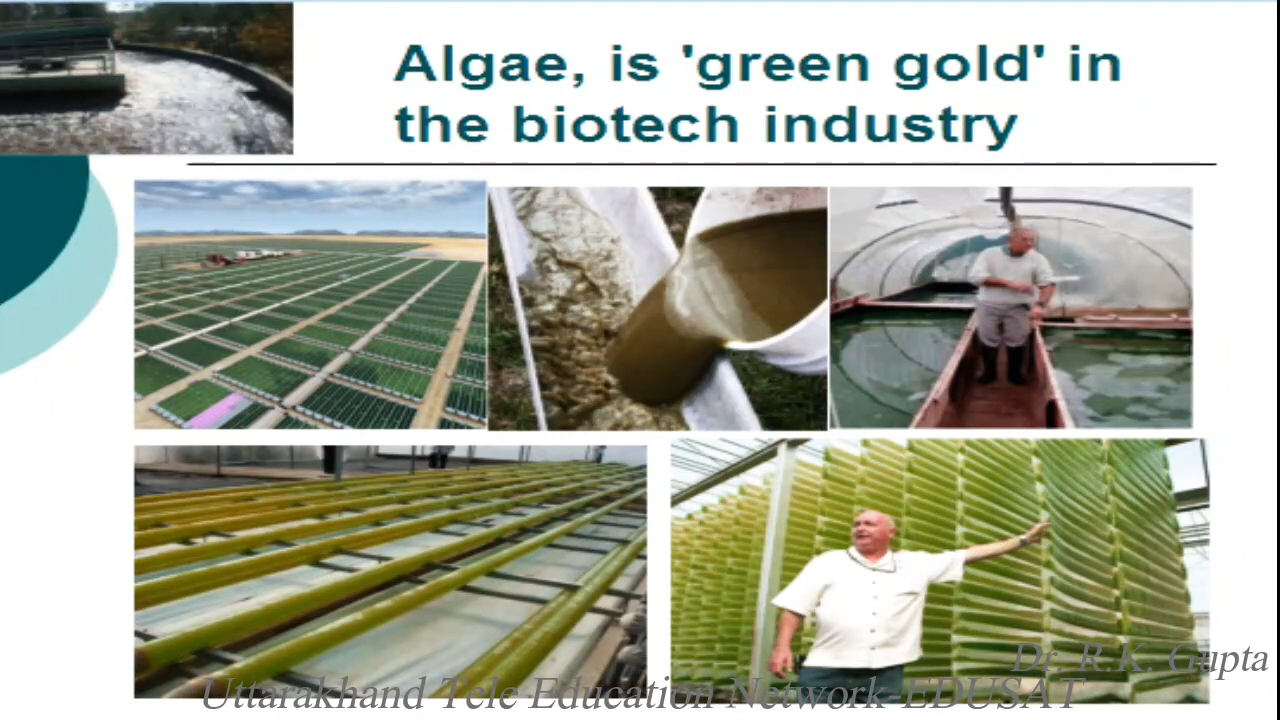 Algae, is 'green gold' in
the biotech industry
Dr. R.K. Gupta
Uttarakhand Tele Education Network-EDUSAT